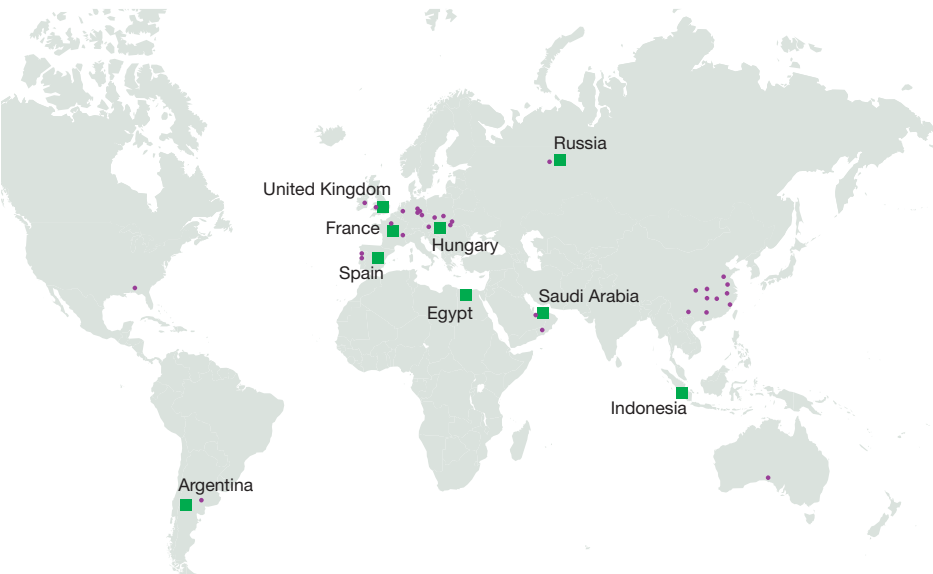 Russia
United Kingdom
France
Hungary
Spain
Saudi Arabia
Egypt
Indonesia
Argentina